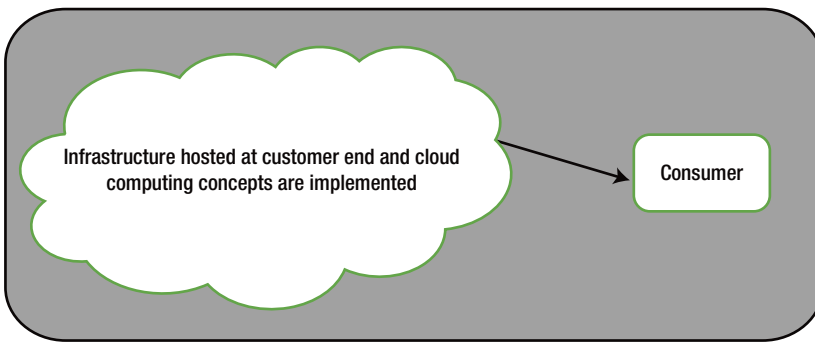 Infrastructure hosted at customer end and cloud
computing concepts are implemented
Consumer